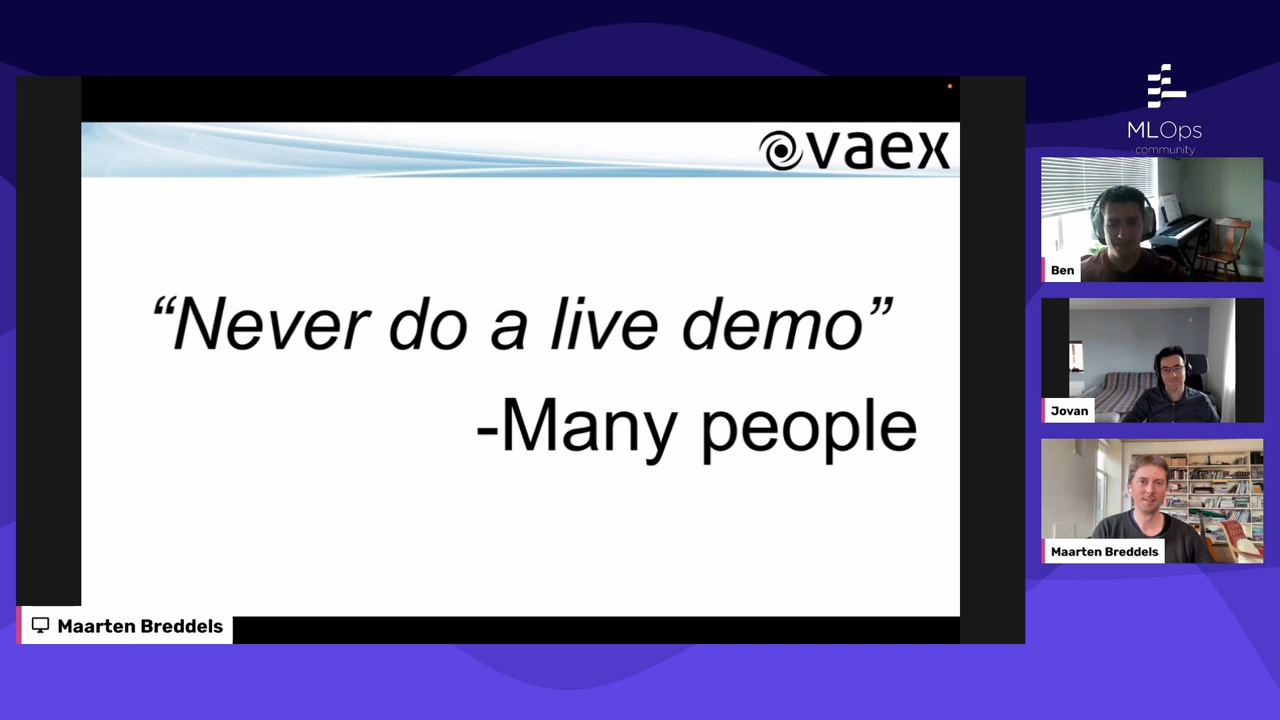 vaex
“Never do a live demo”
-Many people
Maarten Breddels
MLOps
community
Ben
Jovan
Maarten Breddels